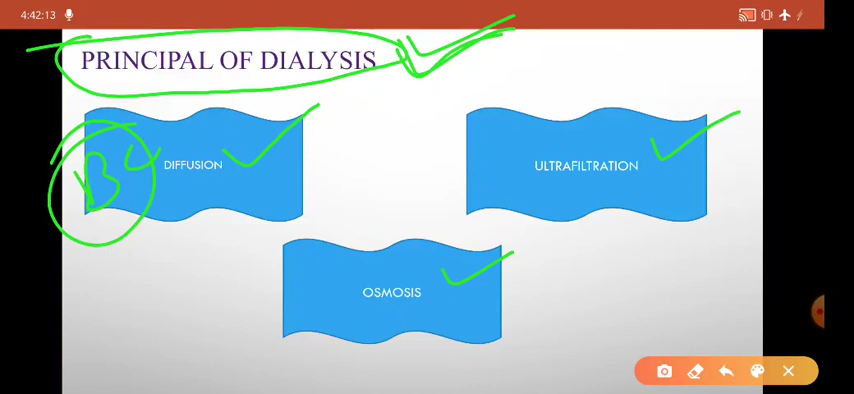 4:42:13
PRINCIPAL OF DIALYSIS
DIFFUSION
ULTRAFILTRATION
OSMOSIS